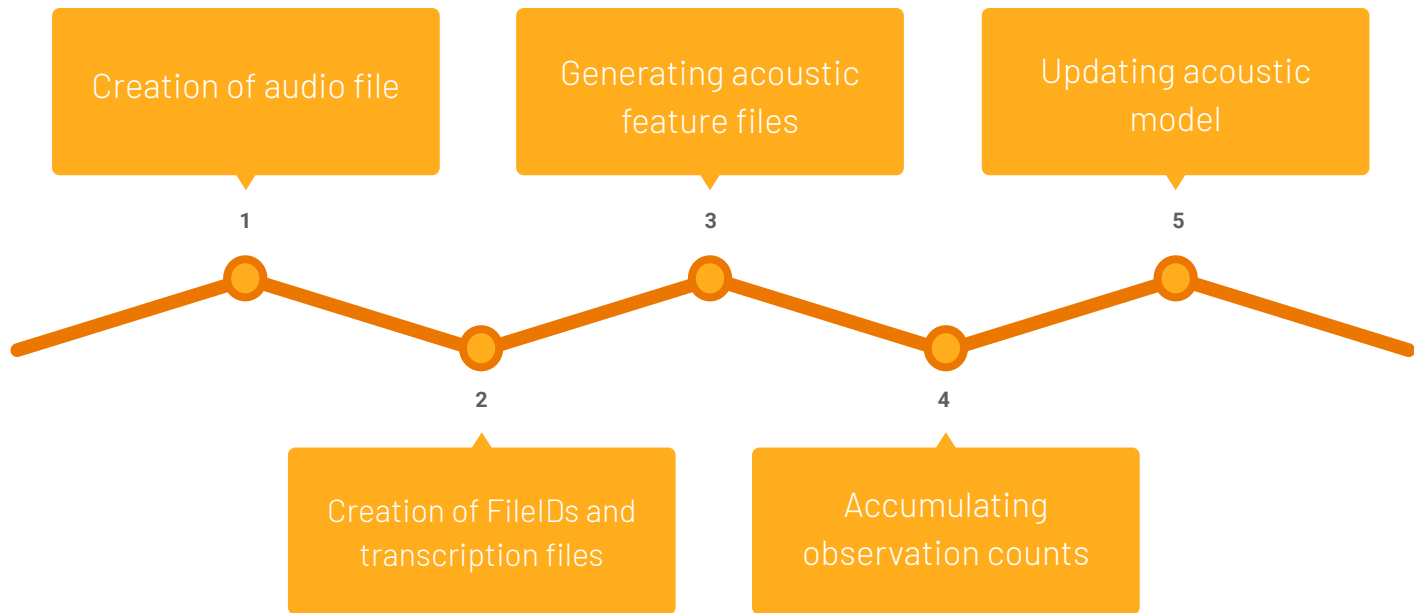 Creation of audio file
1
Creation of FileIDs and
transcription files
2
Generating acoustic
feature files
3
Accumulating
observation counts
4
Updating acoustic
model
5